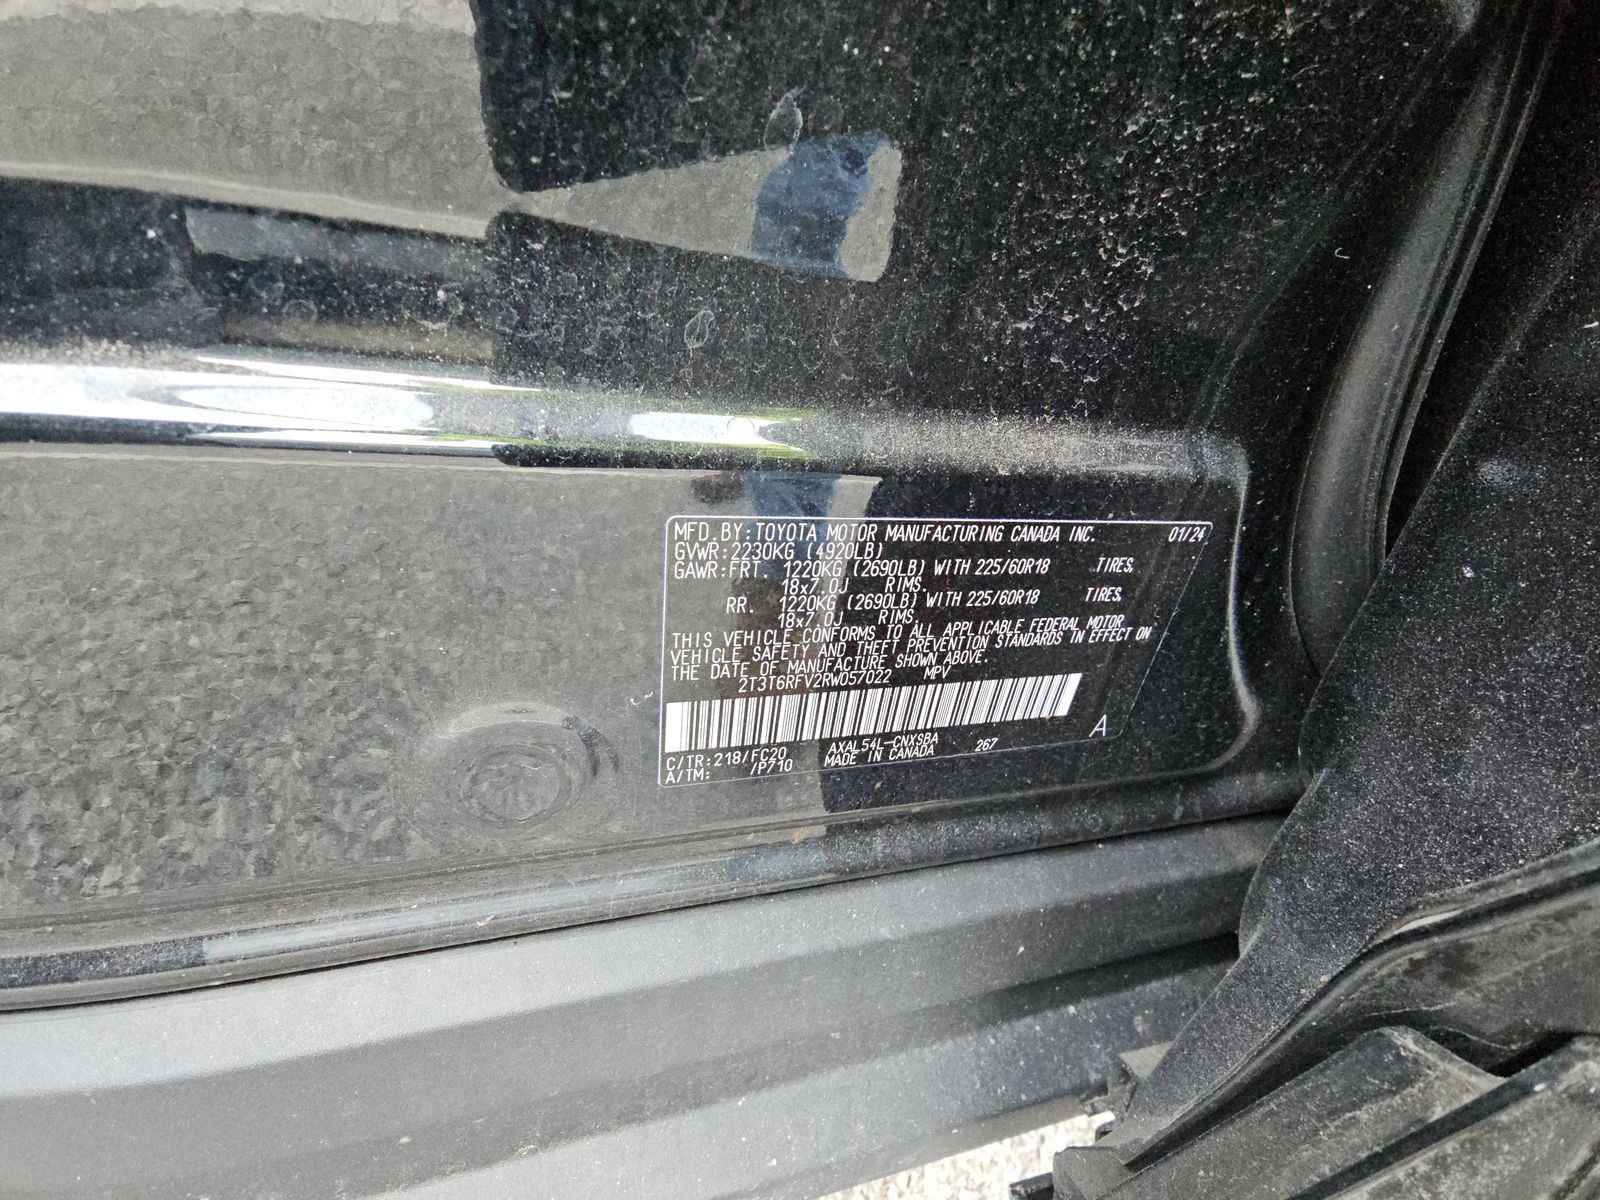 MFD. BY: TOYOTA MOTOR MANUFACTURING CANADA INC. 01/24
GVWR: 2230KG (4920LB)
GAWR: FRT. 1220KG (2690LB) WITH 225/60R18 TIRES,
18x7.0J RIMS.
RR. 1220KG (2690LB) WITH 225/60R18 TIRES,
18x7.0J RIMS.
THIS VEHICLE CONFORMS TO ALL APPLICABLE FEDERAL MOTOR
VEHICLE SAFETY AND THEFT PREVENTION STANDARDS IN EFFECT ON
THE DATE OF MANUFACTURE SHOWN ABOVE.
2T3T6RFV2RW057022 MPV
A
C/TR: 218/FC20 AXAL54L-CNXSBA 267
A/TM: /P710 MADE IN CANADA